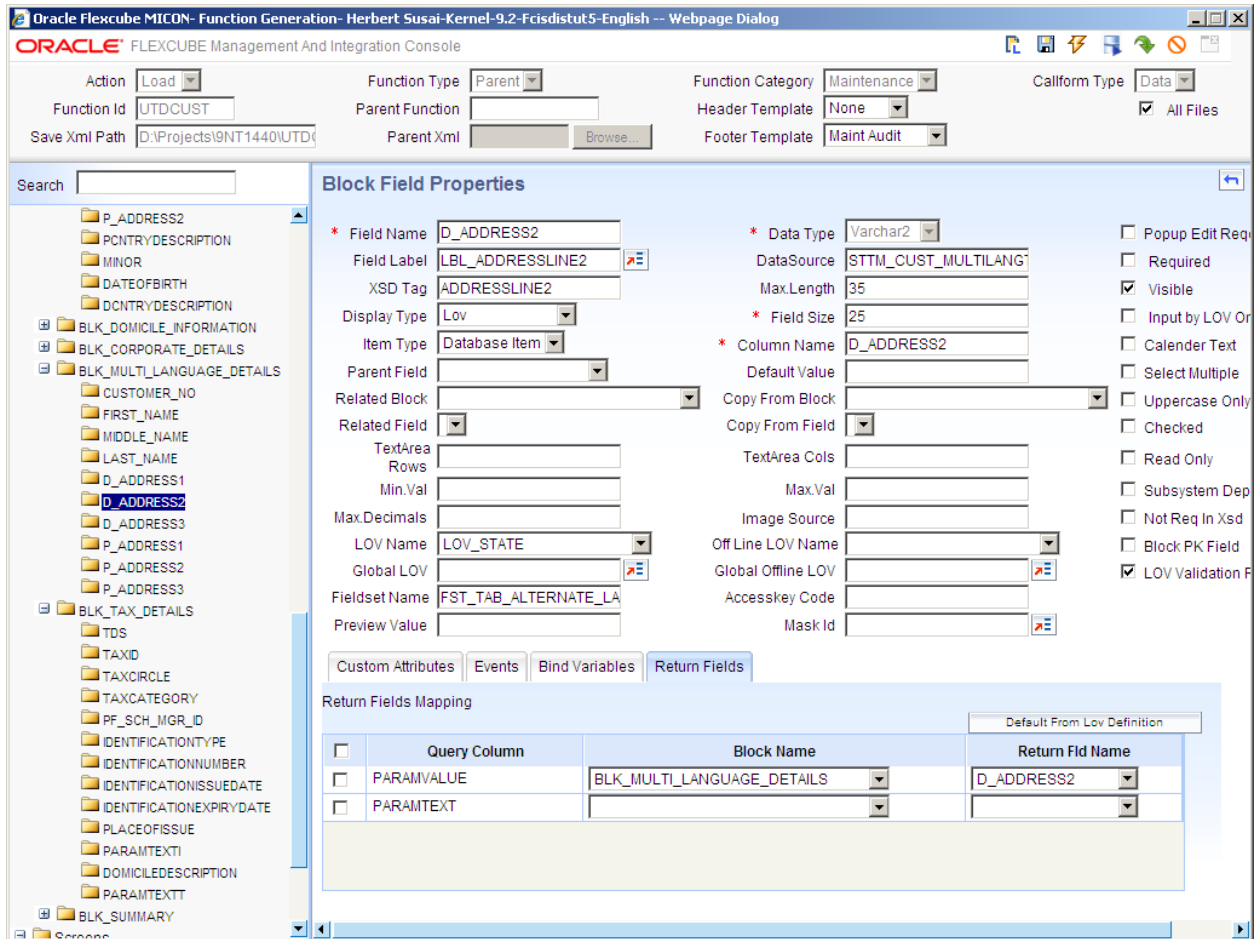 Oracle Flexcube MICON- Function Generation- Herbert Susai-Kernel-9.2-Fcisdistut5-English -- Webpage Dialog
ORACLE FLEXCUBE Management And Integration Console
Action Load Function Type Parent Function Category Maintenance Callform Type Data
Function Id UTDCUST Parent Function Header Template None All Files
Save Xml Path D:\Projects\9NT1440\UTD Parent Xml Browse... Footer Template Maint Audit
Search
P_ADDRESS2
PCNTRYDESCRIPTION
MINOR
DATEOFBIRTH
DCNTRYDESCRIPTION
BLK_DOMICILE_INFORMATION
BLK_CORPORATE_DETAILS
BLK_MULTI_LANGUAGE_DETAILS
CUSTOMER_NO
FIRST_NAME
MIDDLE_NAME
LAST_NAME
D_ADDRESS1
D_ADDRESS2
D_ADDRESS3
P_ADDRESS1
P_ADDRESS2
P_ADDRESS3
BLK_TAX_DETAILS
TDS
TAXID
TAXCIRCLE
TAXCATEGORY
PF_SCH_MGR_ID
IDENTIFICATIONTYPE
IDENTIFICATIONNUMBER
IDENTIFICATIONISSUEDATE
IDENTIFICATIONEXPIRYDATE
PLACEOFISSUE
PARAMTEXTI
DOMICILEDESCRIPTION
PARAMTEXTT
BLK_SUMMARY
Screens
Block Field Properties
* Field Name D_ADDRESS2 * Data Type Varchar2 Popup Edit Req
Field Label LBL_ADDRESSLINE2 DataSource STTM_CUST_MULTILANGT Required
XSD Tag ADDRESSLINE2 Max.Length 35 Visible
Display Type Lov * Field Size 25 Input by LOV On
Item Type Database Item * Column Name D_ADDRESS2 Calender Text
Parent Field Default Value Select Multiple
Related Block Copy From Block Uppercase Only
Related Field Copy From Field Checked
TextArea Rows TextArea Cols Read Only
Min.Val Max.Val Subsystem Dep
Max.Decimals Image Source Not Req In Xsd
LOV Name LOV_STATE Off Line LOV Name Block PK Field
Global LOV Global Offline LOV LOV Validation R
Fieldset Name FST_TAB_ALTERNATE_LA Accesskey Code
Preview Value Mask Id
Custom Attributes Events Bind Variables Return Fields
Return Fields Mapping
Default From Lov Definition
Query Column Block Name Return Fld Name
PARAMVALUE BLK_MULTI_LANGUAGE_DETAILS D_ADDRESS2
PARAMTEXT